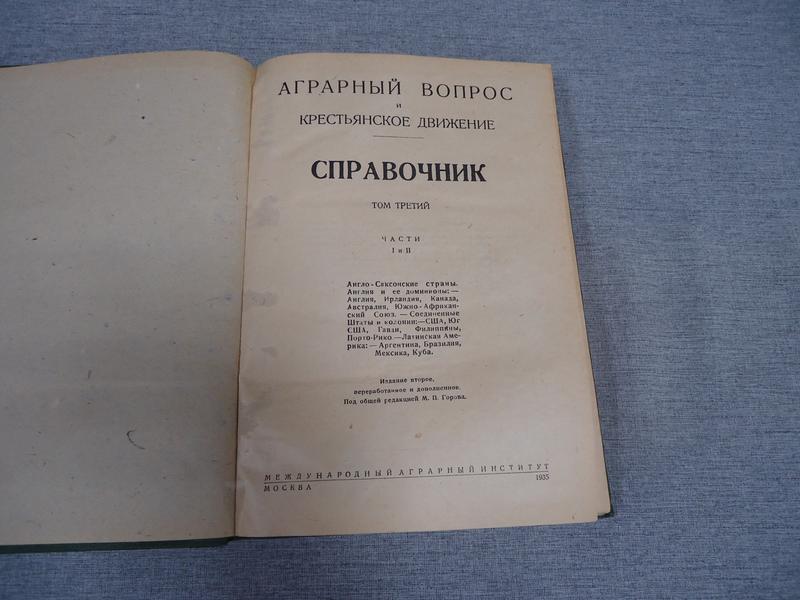 АГРАРНЫЙ ВОПРОС
и
КРЕСТЬЯНСКОЕ ДВИЖЕНИЕ
СПРАВОЧНИК
ТОМ ТРЕТИЙ
ЧАСТИ
I и II
Англо-Саксонские страны.
Англия и ее доминионы:—
Англия, Ирландия, Канада,
Австралия, Южно-Африкан-
ский Союз.—Соединенные
Штаты и колонии:—США, Юг
США, Гаваи, Филиппины,
Порто-Рико.—Латинская Аме-
рика:—Аргентина, Бразилия,
Мексика, Куба.
Издание второе,
переработанное и дополненное.
Под общей редакцией М. П. Горова.
МЕЖДУНАРОДНЫЙ АГРАРНЫЙ ИНСТИТУТ
МОСКВА 1935